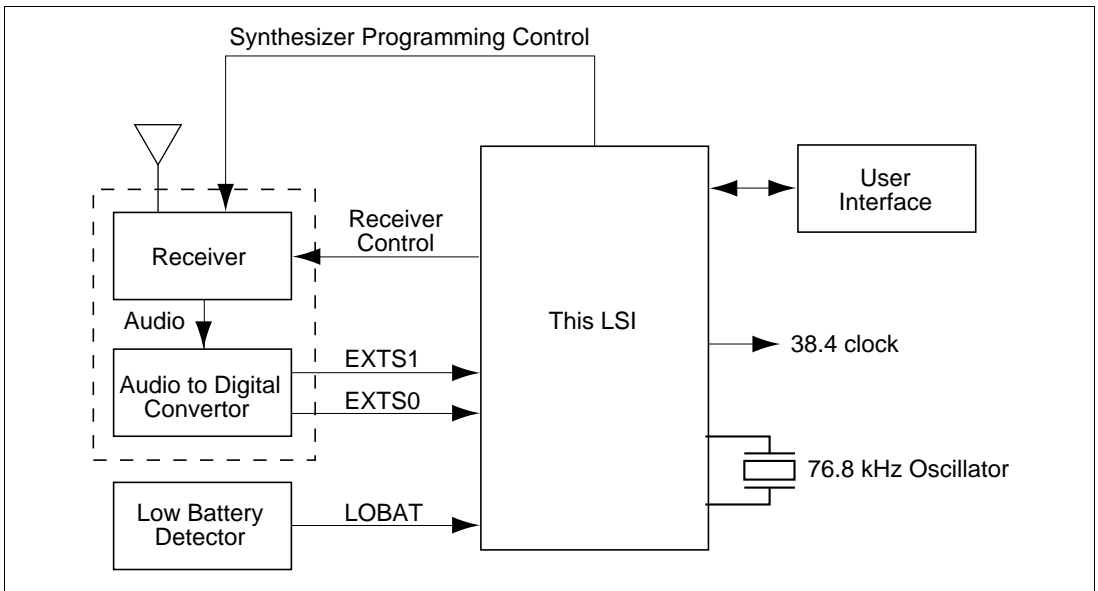 Synthesizer Programming Control
Receiver
Control
User
Interface
Receiver
Audio
This LSI
38.4 clock
Audio to Digital
Convertor
EXTS1
EXTS0
76.8 kHz Oscillator
Low Battery
Detector
LOBAT